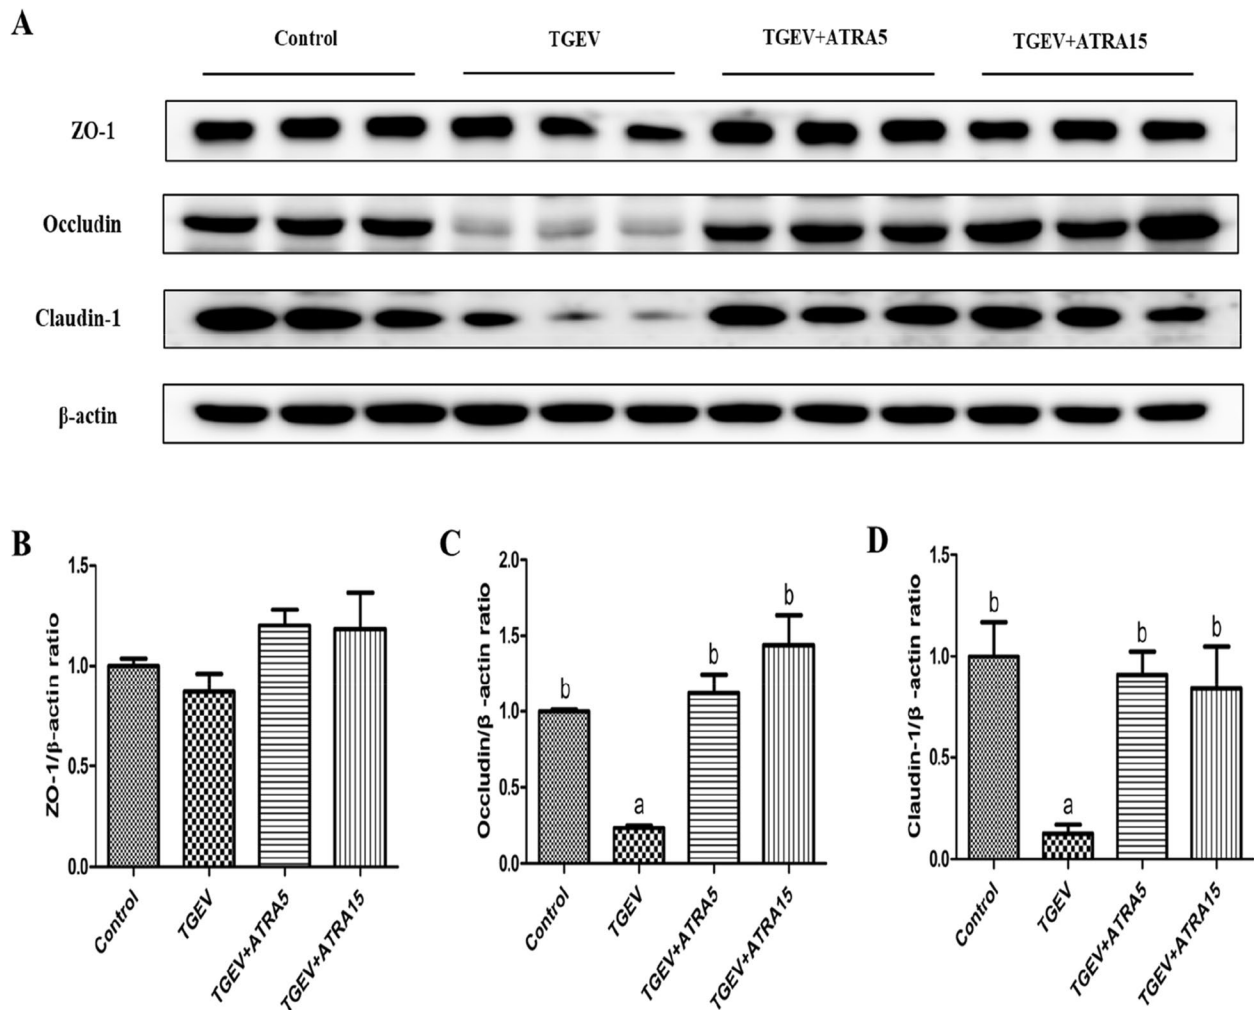 A
Control TGEV TGEV+ATRA5 TGEV+ATRA15
ZO-1
Occludin
Claudin-1
β-actin
B
ZO-1/β-actin ratio
1.5
1.0
0.5
0.0
Control TGEV TGEV+ATRA5 TGEV+ATRA15
C
Occludin/β -actin ratio
2.0
1.5
1.0
0.5
0.0
b a b b
Control TGEV TGEV+ATRA5 TGEV+ATRA15
D
Claudin-1/β -actin ratio
1.5
1.0
0.5
0.0
b a b b
Control TGEV TGEV+ATRA5 TGEV+ATRA15